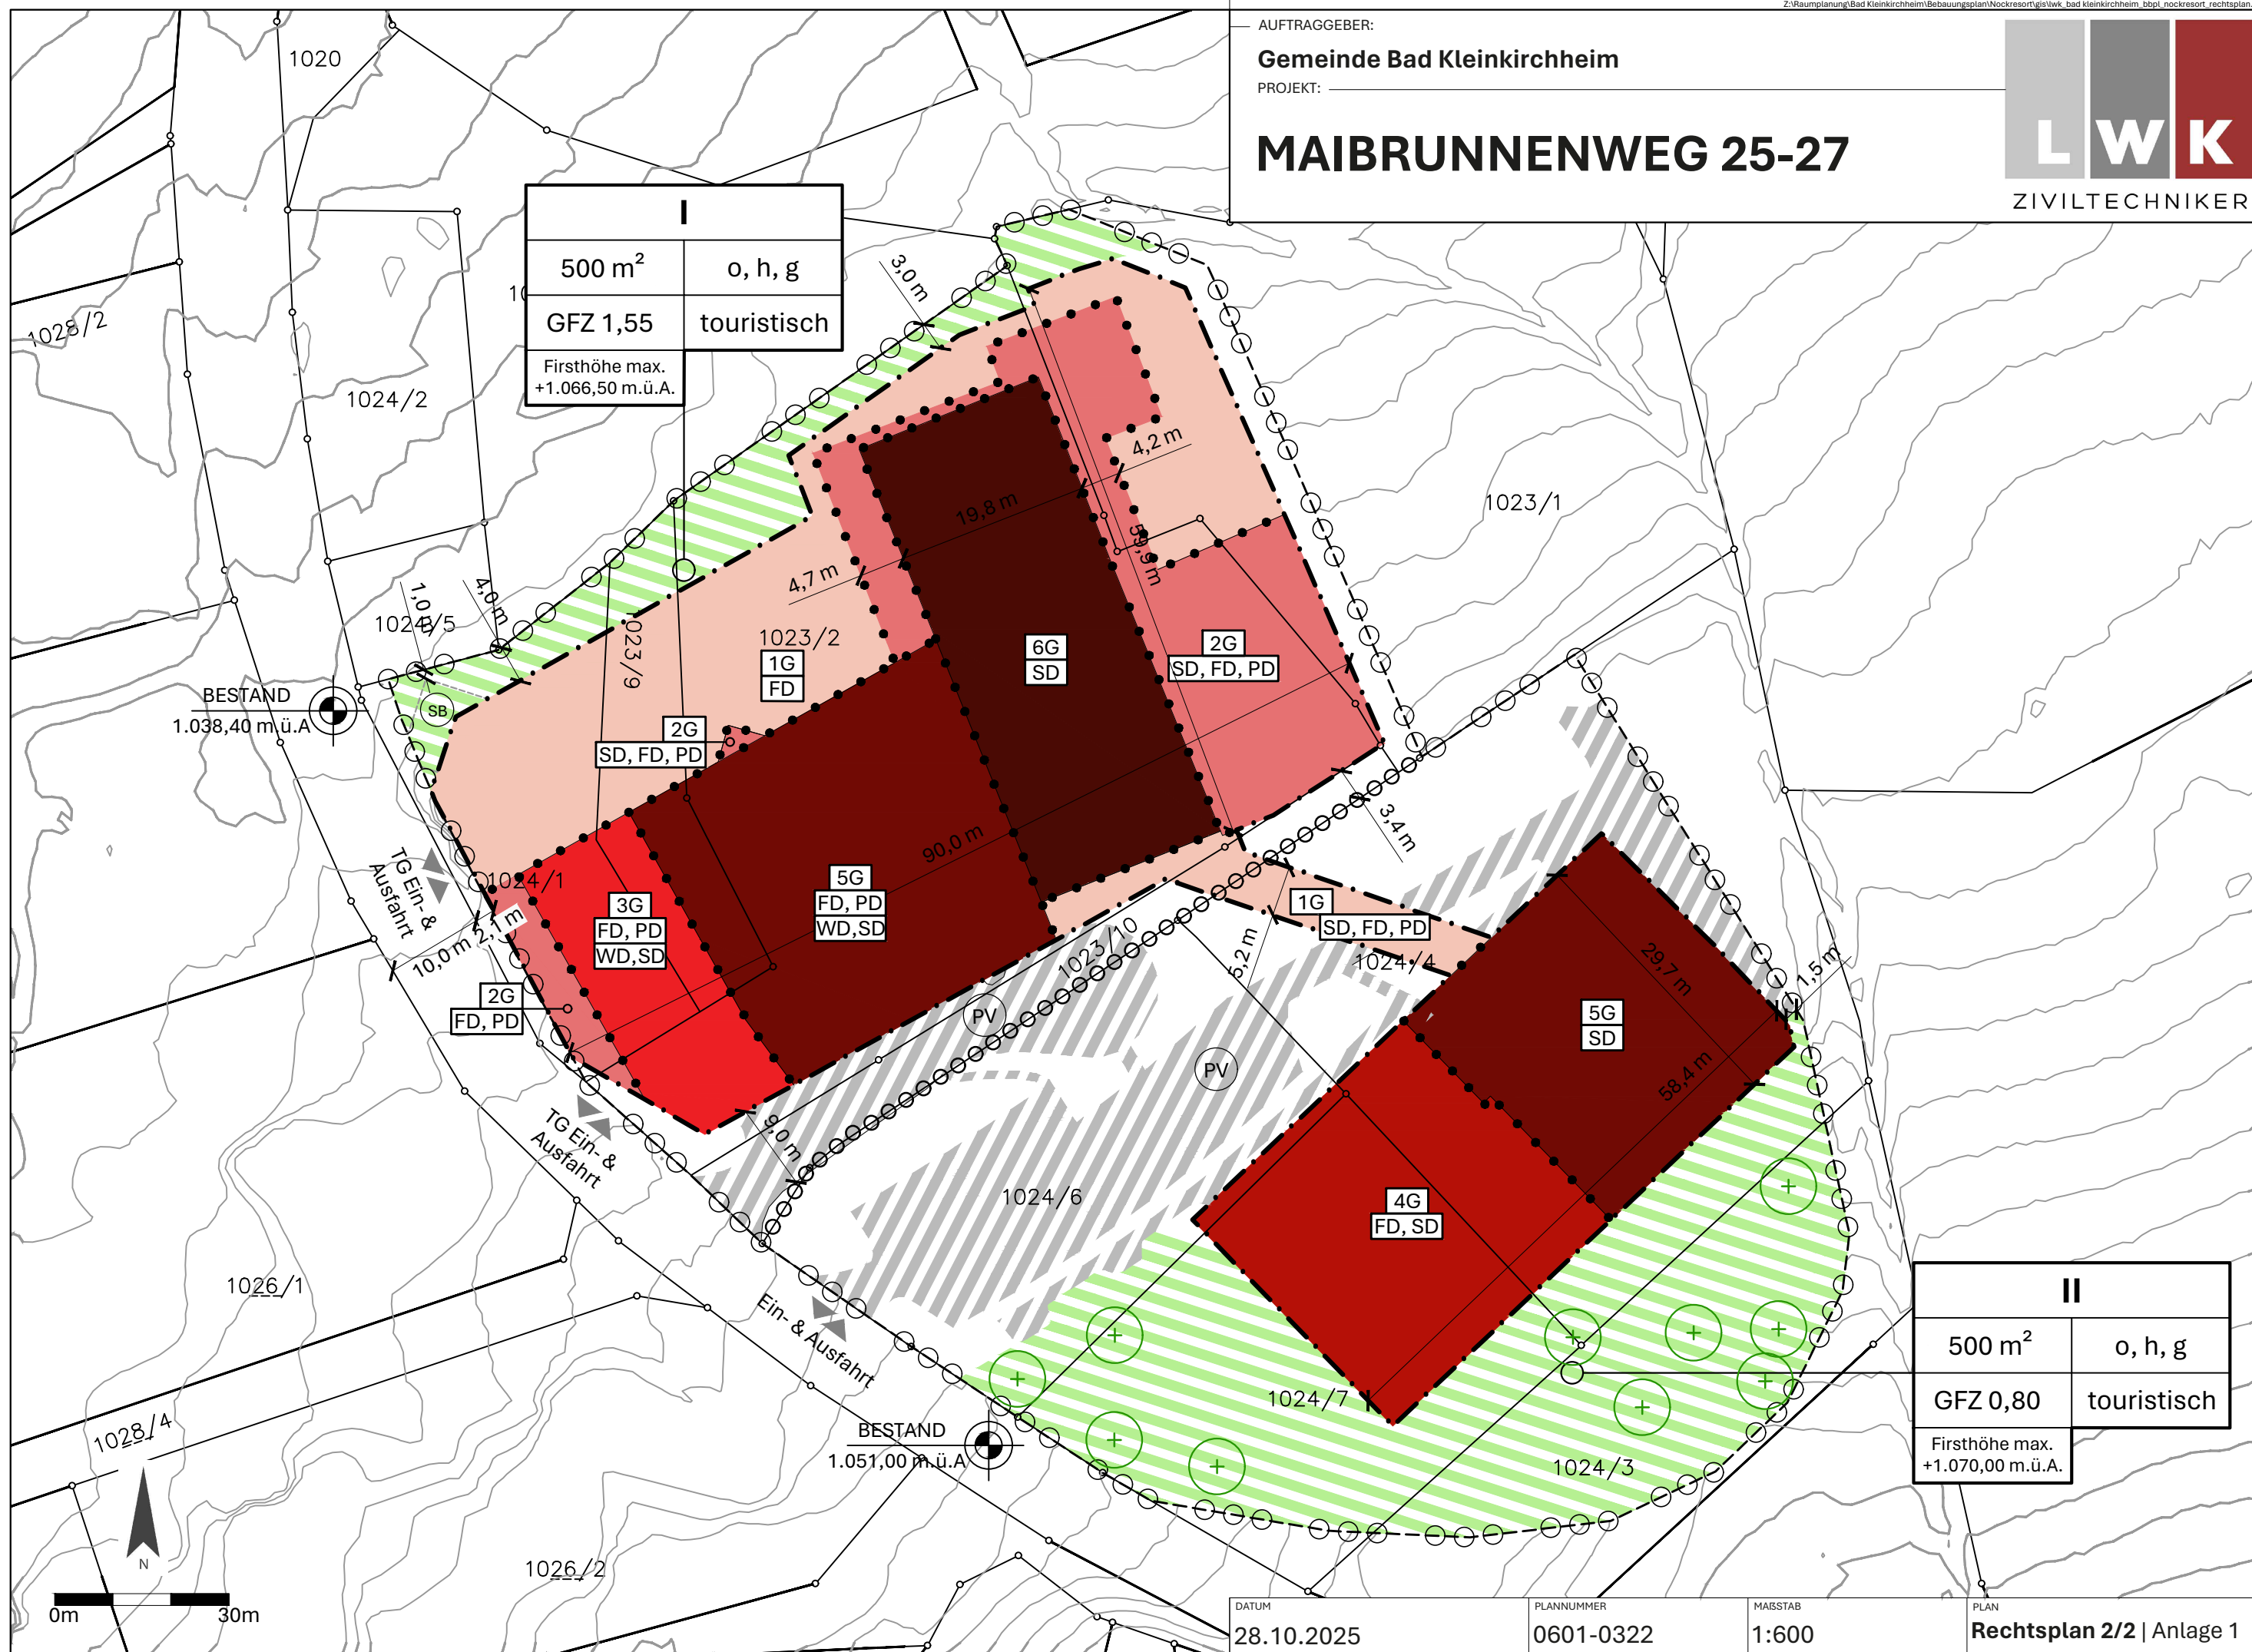 Z:\Raumplanung\Bad Kleinkirchheim\Bebauungsplan\Nockresort\gis\lwk_bad kleinkirchheim_bbpl_nockresort_rechtsplan.
AUFTRAGGEBER:
Gemeinde Bad Kleinkirchheim
PROJEKT:
MAIBRUNNENWEG 25-27
L W K
ZIVILTECHNIKER
1020
I
500 m² o, h, g
GFZ 1,55 touristisch
Firsthöhe max.
+1.066,50 m.ü.A.
3,0 m
1028/2
1024/2
4,2 m
19,8 m
1023/1
59,9 m
4,7 m
1,0 m
4,0 m
1024/5
1023/9
1023/2
1G
FD
6G
SD
2G
SD, FD, PD
BESTAND
1.038,40 m.ü.A
SB
2G
SD, FD, PD
3,4 m
90,0 m
TG Ein- &
Ausfahrt
1024/1
3G
FD, PD
WD,SD
5G
FD, PD
WD,SD
1G
SD, FD, PD
10,0 m
2,1 m
1023/10
5,2 m
1024/4
29,7 m
1,5 m
2G
FD, PD
PV
5G
SD
PV
58,4 m
TG Ein- &
Ausfahrt
9,0 m
1024/6
4G
FD, SD
1026/1
Ein- & Ausfahrt
II
500 m² o, h, g
GFZ 0,80 touristisch
Firsthöhe max.
+1.070,00 m.ü.A.
1024/7
1028/4
BESTAND
1.051,00 m.ü.A
1024/3
N
1026/2
0m 30m
DATUM
28.10.2025
PLANNUMMER
0601-0322
MAẞSTAB
1:600
PLAN
Rechtsplan 2/2 | Anlage 1